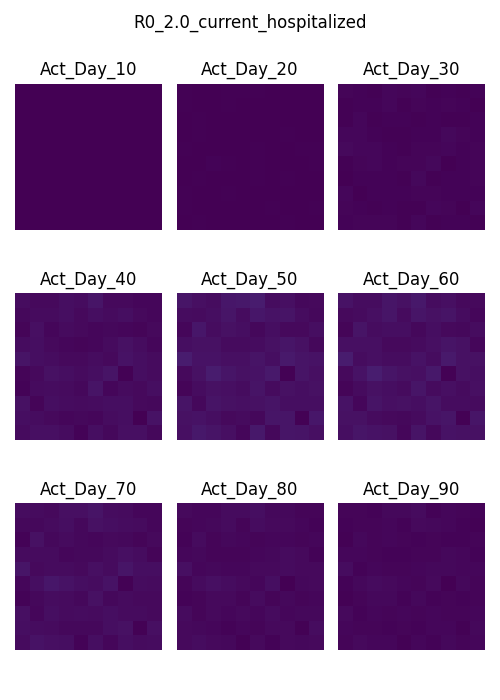 R0_2.0_current_hospitalized
Act_Day_10 Act_Day_20 Act_Day_30
Act_Day_40 Act_Day_50 Act_Day_60
Act_Day_70 Act_Day_80 Act_Day_90